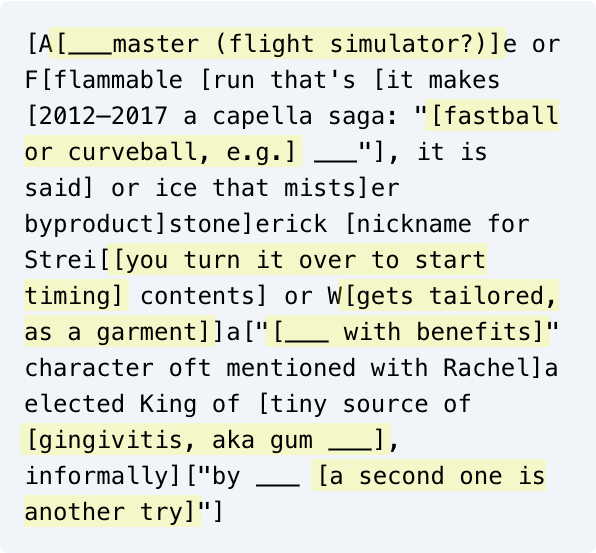 [A[___master (flight simulator?)]e or
F[flammable [run that's [it makes
[2012–2017 a capella saga: "[fastball
or curveball, e.g.] ___"], it is
said] or ice that mists]er
byproduct]stone]erick [nickname for
Strei[[you turn it over to start
timing] contents] or W[gets tailored,
as a garment]]a["[___ with benefits]"
character oft mentioned with Rachel]a
elected King of [tiny source of
[gingivitis, aka gum ___],
informally]["by ___ [a second one is
another try]"]